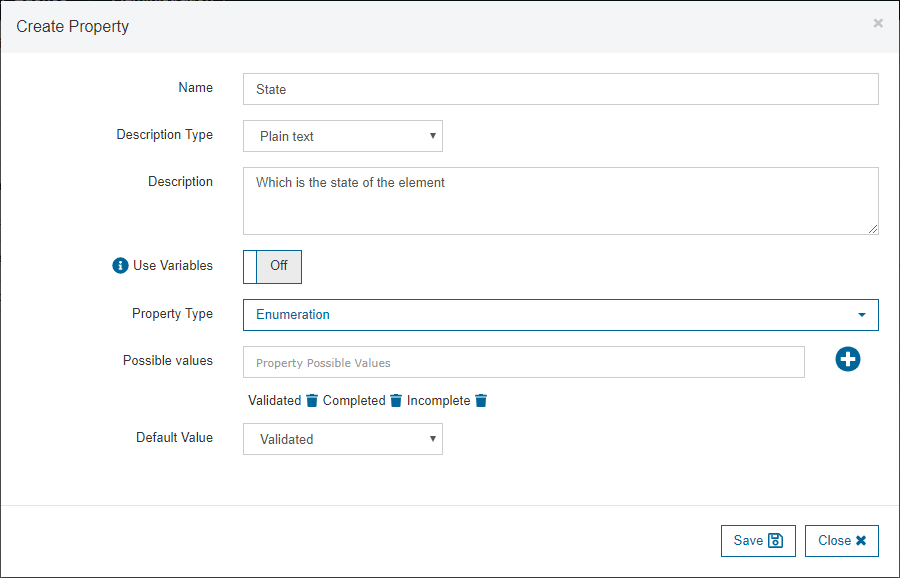 Create Property ×
Name State
Description Type Plain text
Description Which is the state of the element
Use Variables Off
Property Type Enumeration
Possible values Property Possible Values
Validated Completed Incomplete
Default Value Validated
Save Close